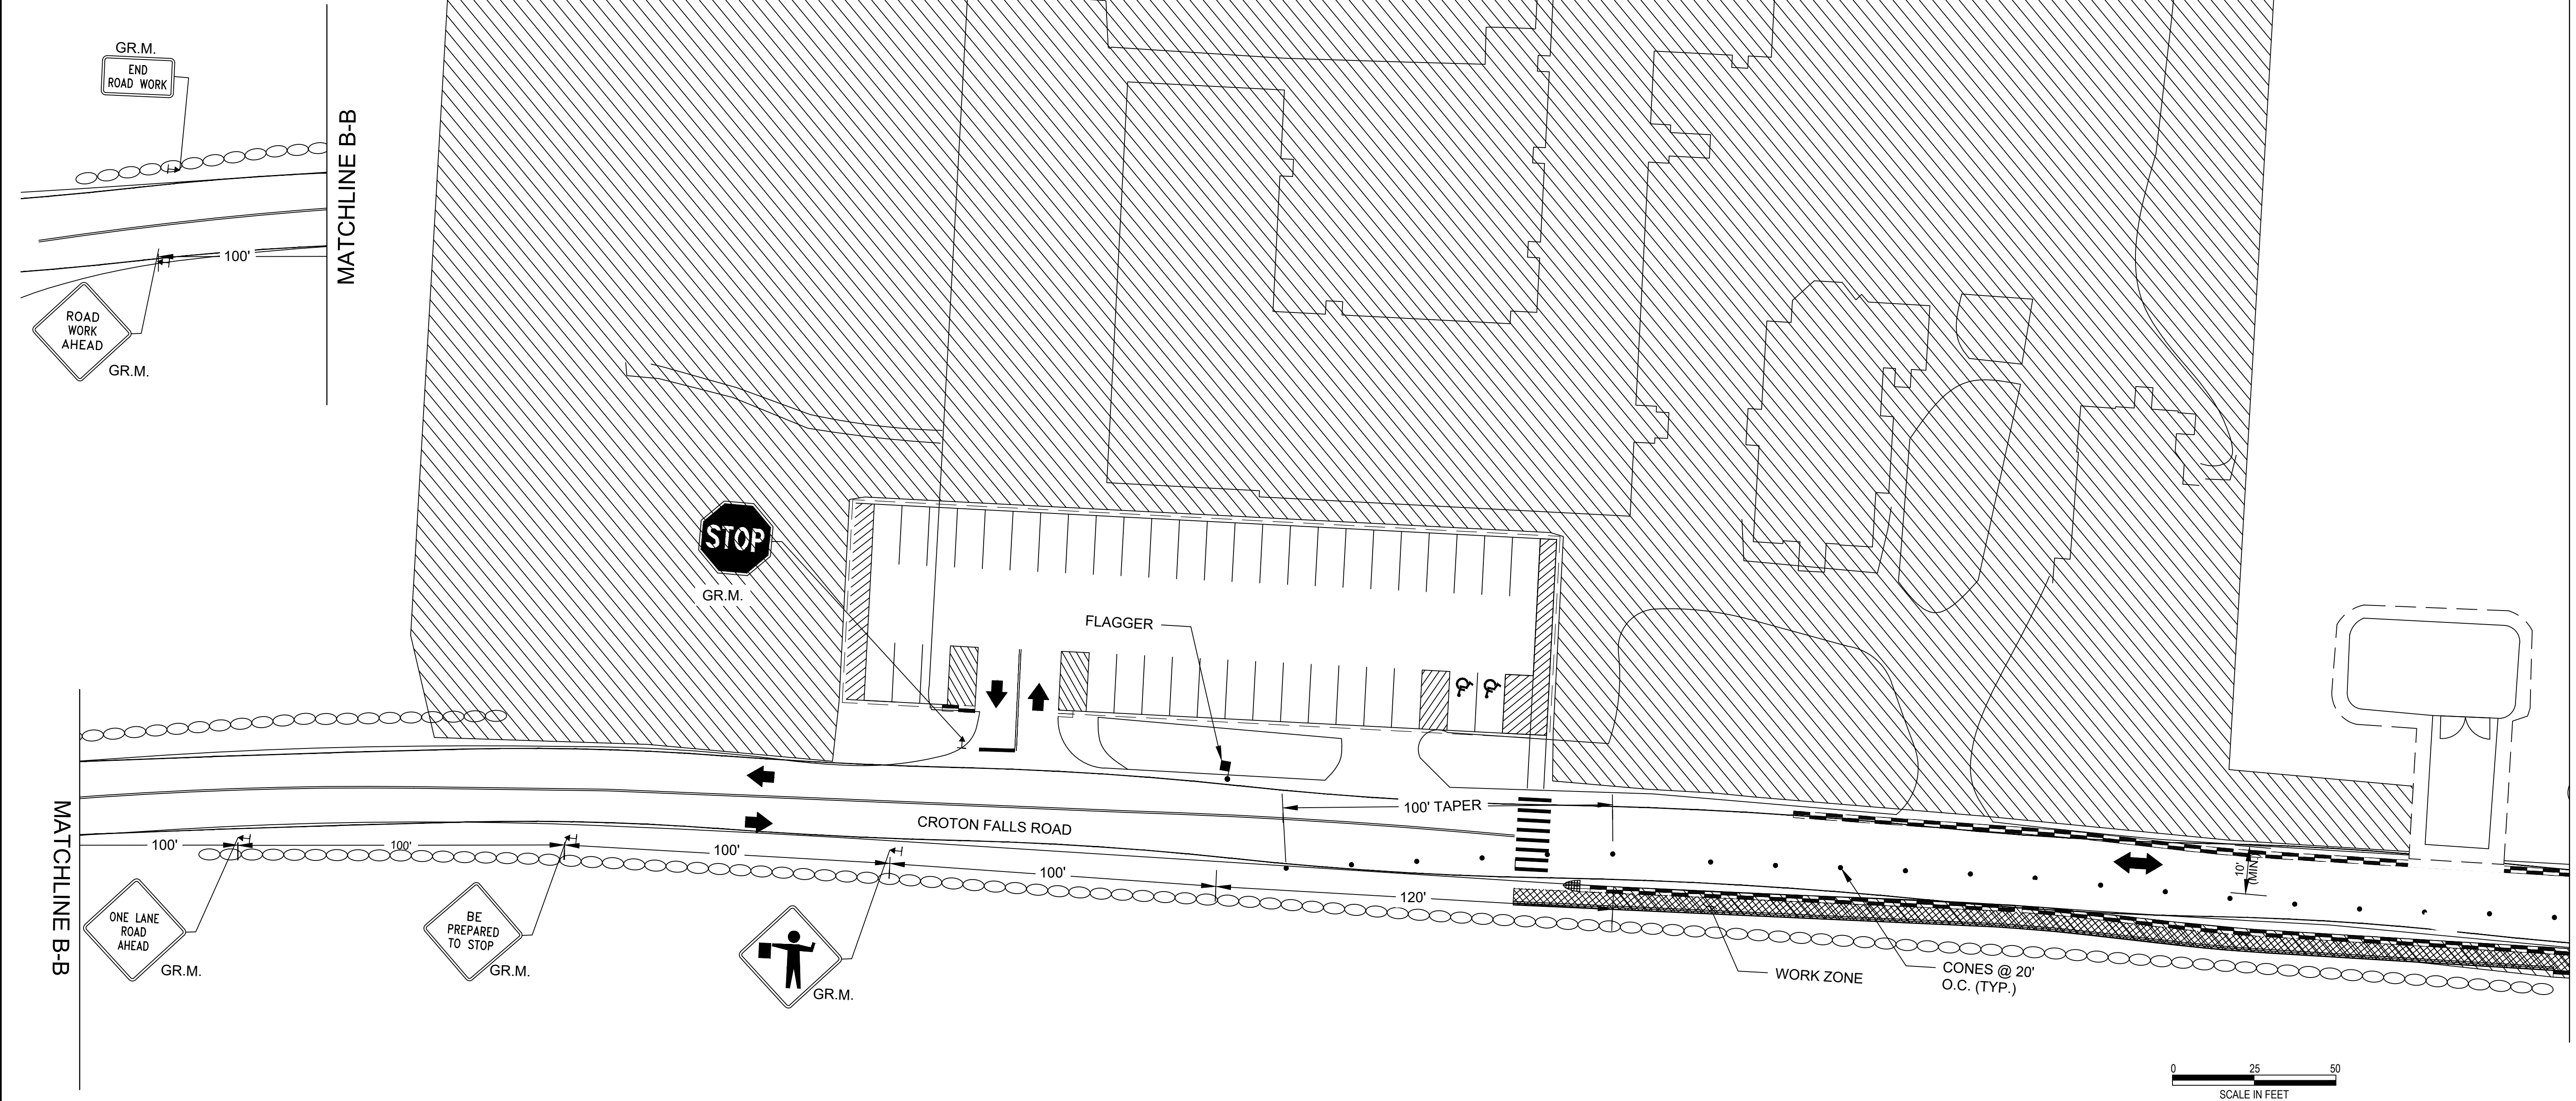 GR.M.
END
ROAD WORK
MATCHLINE B-B
100'
ROAD
WORK
AHEAD
GR.M.
STOP
GR.M.
FLAGGER
100' TAPER
CROTON FALLS ROAD
MATCHLINE B-B
100'
100'
100'
100'
120'
10'
(MIN)
ONE LANE
ROAD
AHEAD
GR.M.
BE
PREPARED
TO STOP
GR.M.
GR.M.
WORK ZONE
CONES @ 20'
O.C. (TYP.)
0 25 50
SCALE IN FEET